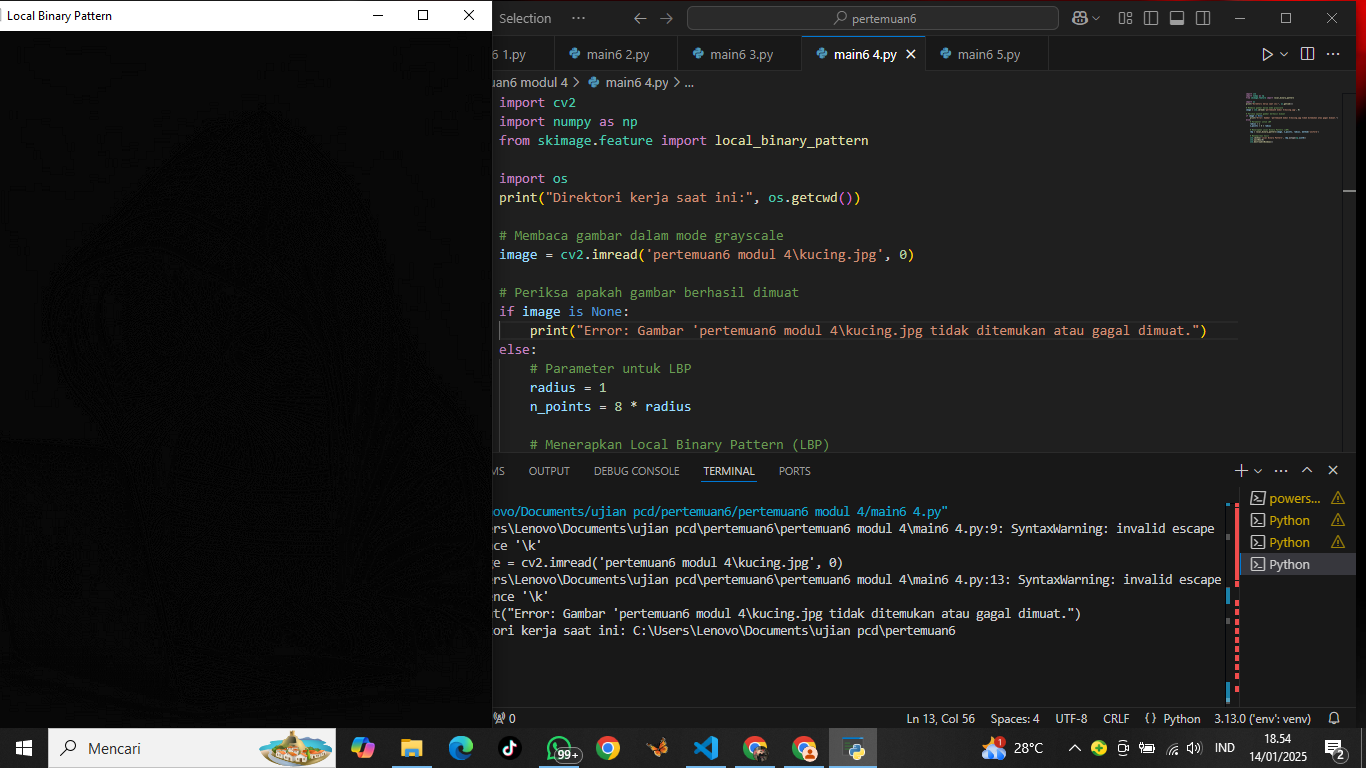 Local Binary Pattern
Selection
pertemuan6
6 1.py
main6 2.py
main6 3.py
main6 4.py
main6 5.py
uan6 modul 4 > main6 4.py > ...
import cv2
import numpy as np
from skimage.feature import local_binary_pattern
import os
print("Direktori kerja saat ini:", os.getcwd())
# Membaca gambar dalam mode grayscale
image = cv2.imread('pertemuan6 modul 4\kucing.jpg', 0)
# Periksa apakah gambar berhasil dimuat
if image is None:
print("Error: Gambar 'pertemuan6 modul 4\kucing.jpg tidak ditemukan atau gagal dimuat.")
else:
# Parameter untuk LBP
radius = 1
n_points = 8 * radius
# Menerapkan Local Binary Pattern (LBP)
MS
OUTPUT
DEBUG CONSOLE
TERMINAL
PORTS
ovo/Documents/ujian pcd/pertemuan6/pertemuan6 modul 4/main6 4.py"
ers\Lenovo\Documents\ujian pcd\pertemuan6\pertemuan6 modul 4\main6 4.py:9: SyntaxWarning: invalid escape
nce '\k'
ge = cv2.imread('pertemuan6 modul 4\kucing.jpg', 0)
ers\Lenovo\Documents\ujian pcd\pertemuan6\pertemuan6 modul 4\main6 4.py:13: SyntaxWarning: invalid escape
ence '\k'
nt("Error: Gambar 'pertemuan6 modul 4\kucing.jpg tidak ditemukan atau gagal dimuat.")
tori kerja saat ini: C:\Users\Lenovo\Documents\ujian pcd\pertemuan6
powers...
Python
Python
Python
0
Ln 13, Col 56
Spaces: 4
UTF-8
CRLF
{ } Python
3.13.0 ('env': venv)
Mencari
99+
1
28°C
IND
18.54
14/01/2025
2